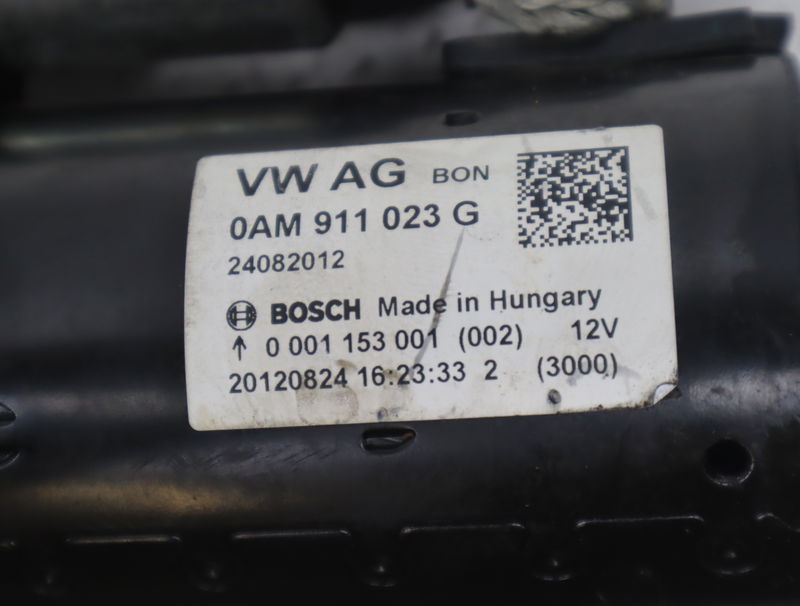 VW AG BON
0AM 911 023 G
24082012
BOSCH Made in Hungary
↑ 0 001 153 001 (002) 12V
20120824 16:23:33 2 (3000)